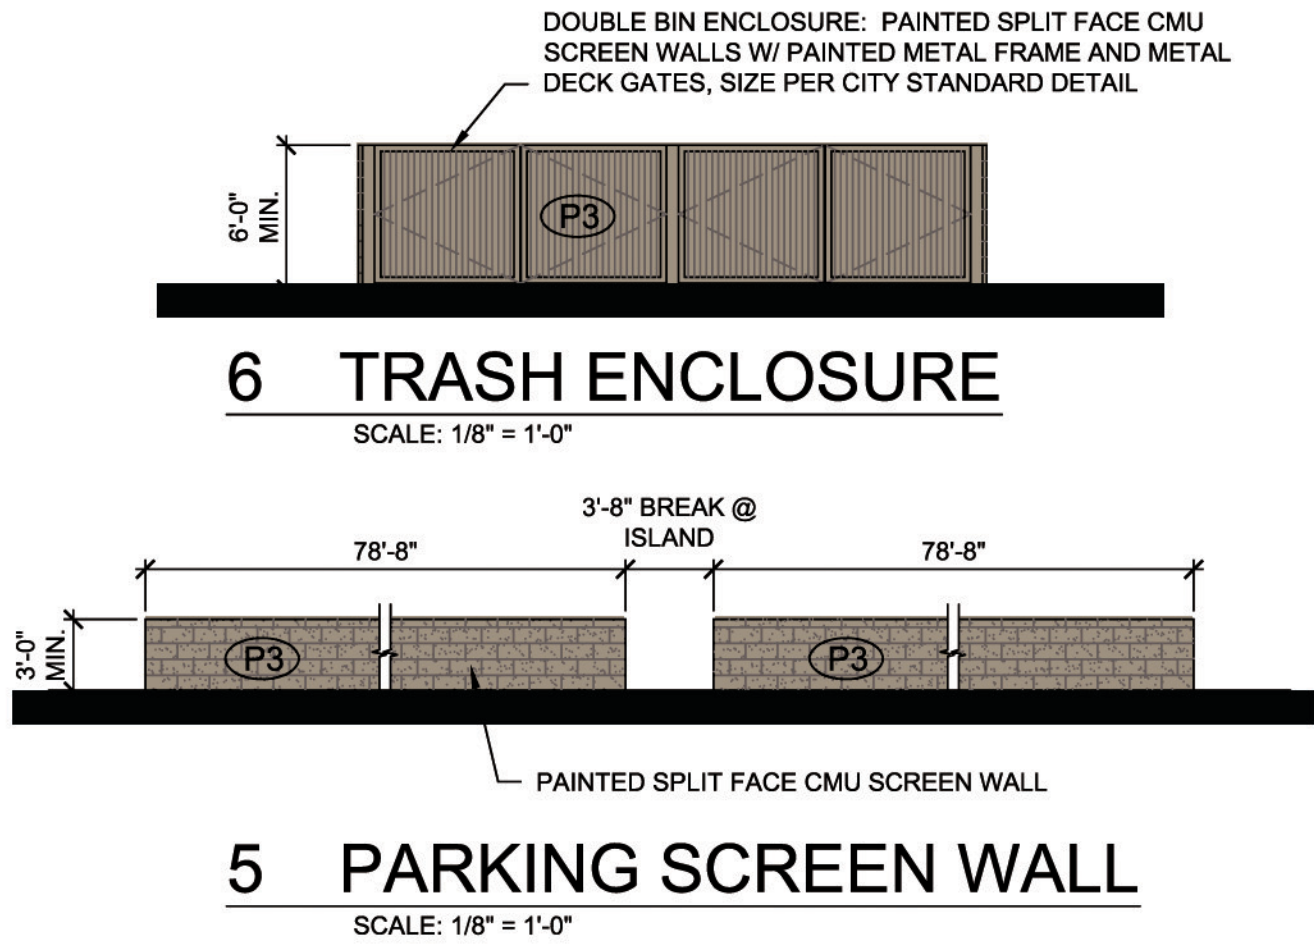 DOUBLE BIN ENCLOSURE:  PAINTED SPLIT FACE CMU
SCREEN WALLS W/ PAINTED METAL FRAME AND METAL
DECK GATES, SIZE PER CITY STANDARD DETAIL
6'-0"
MIN.
P3
6 TRASH ENCLOSURE
SCALE: 1/8" = 1'-0"
3'-8" BREAK @
ISLAND
78'-8"
78'-8"
3'-0"
MIN.
P3
P3
PAINTED SPLIT FACE CMU SCREEN WALL
5 PARKING SCREEN WALL
SCALE: 1/8" = 1'-0"